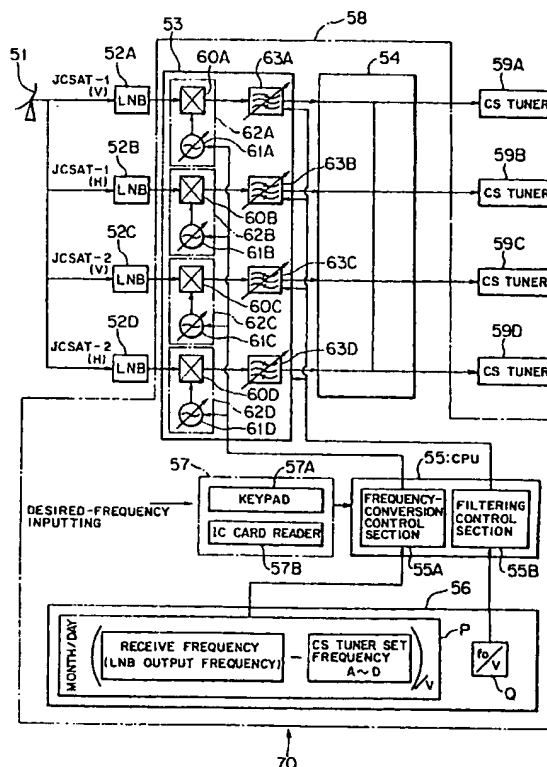 51
JCSAT-1
(V)
52A
LNB
53
60A
63A
58
54
59A
CS TUNER
62A
61A
JCSAT-1
(H)
52B
LNB
63B
59B
CS TUNER
60B
62B
61B
JCSAT-2
(V)
52C
LNB
63C
59C
CS TUNER
60C
62C
61C
JCSAT-2
(H)
52D
LNB
63D
59D
CS TUNER
60D
62D
61D
DESIRED-FREQUENCY
INPUTTING
57
57A
KEYPAD
IC CARD READER
57B
55:CPU
FREQUENCY-
CONVERSION
CONTROL
SECTION
55A
FILTERING
CONTROL
SECTION
55B
56
MONTH/DAY
RECEIVE FREQUENCY
(LNB OUTPUT FREQUENCY)
-
CS TUNER SET
FREQUENCY
A~D
/V
P
fo/V
Q
70